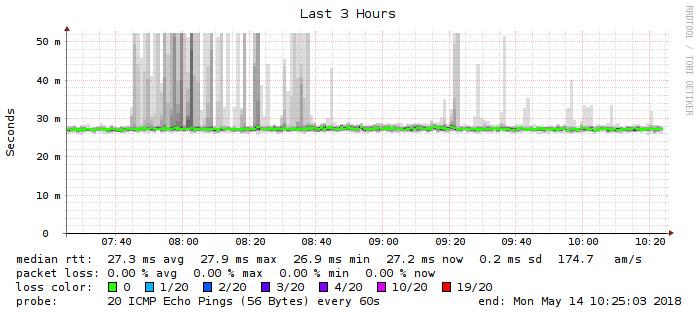 Last 3 Hours
RRDTOOL / TOBI OETIKER
Seconds
50 m
40 m
30 m
20 m
10 m
0
07:40 08:00 08:20 08:40 09:00 09:20 09:40 10:00 10:20
median rtt: 27.3 ms avg 27.9 ms max 26.9 ms min 27.2 ms now 0.2 ms sd 174.7 am/s
packet loss: 0.00 % avg 0.00 % max 0.00 % min 0.00 % now
loss color: 0 1/20 2/20 3/20 4/20 10/20 19/20
probe: 20 ICMP Echo Pings (56 Bytes) every 60s end: Mon May 14 10:25:03 2018